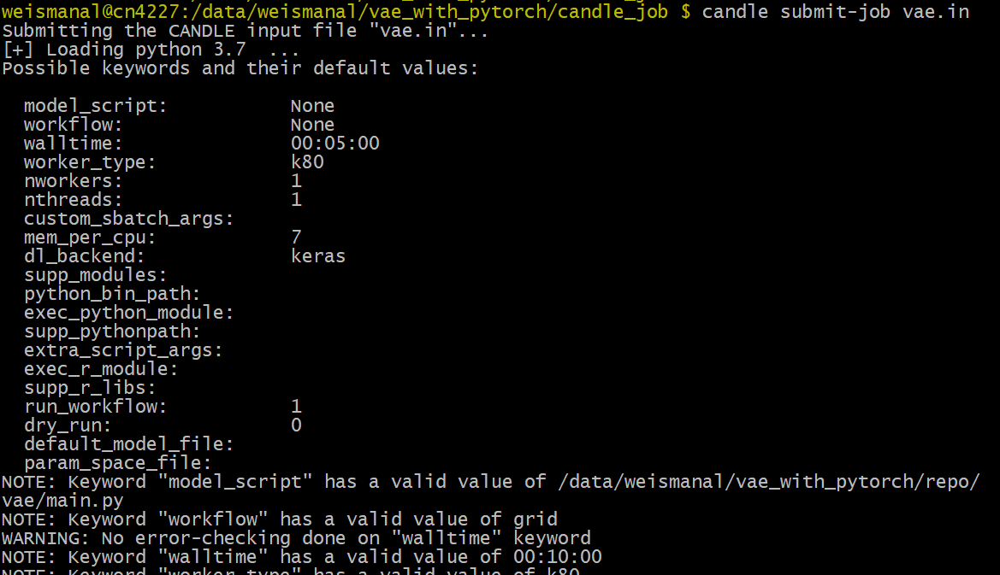 weismanal@cn4227:/data/weismanal/vae_with_pytorch/candle_job $ candle submit-job vae.in
Submitting the CANDLE input file "vae.in"...
[+] Loading python 3.7  ...
Possible keywords and their default values:
model_script: None
workflow: None
walltime: 00:05:00
worker_type: k80
nworkers: 1
nthreads: 1
custom_sbatch_args:
mem_per_cpu: 7
dl_backend: keras
supp_modules:
python_bin_path:
exec_python_module:
supp_pythonpath:
extra_script_args:
exec_r_module:
supp_r_libs:
run_workflow: 1
dry_run: 0
default_model_file:
param_space_file:
NOTE: Keyword "model_script" has a valid value of /data/weismanal/vae_with_pytorch/repo/
vae/main.py
NOTE: Keyword "workflow" has a valid value of grid
WARNING: No error-checking done on "walltime" keyword
NOTE: Keyword "walltime" has a valid value of 00:10:00
NOTE: Keyword "worker_type" has a valid value of k80